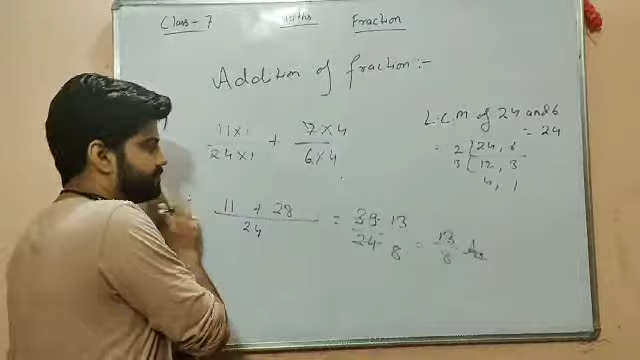 Class - 7 Maths Fraction
Addition of fraction:-
11×1/24×1 + 7×4/6×4
L.C.M of 24 and 6
= 24
= 2 | 24, 6
3 | 12, 3
4, 1
11 + 28/24 = 39/24 13/8 = 13/8 Ans